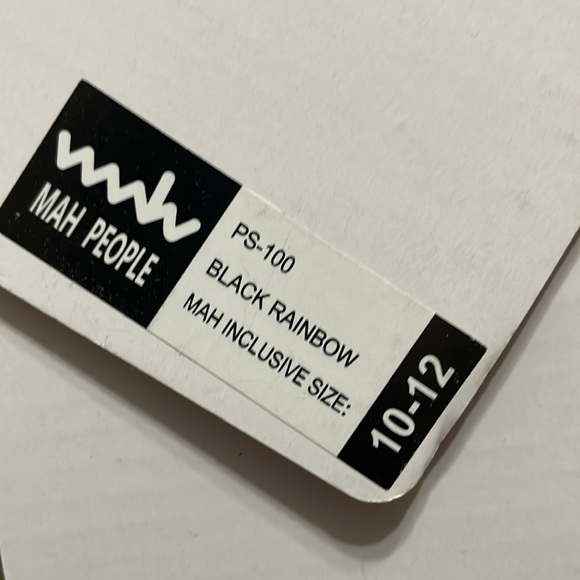 MAH PEOPLE
PS-100
BLACK RAINBOW
MAH INCLUSIVE SIZE:
10-12